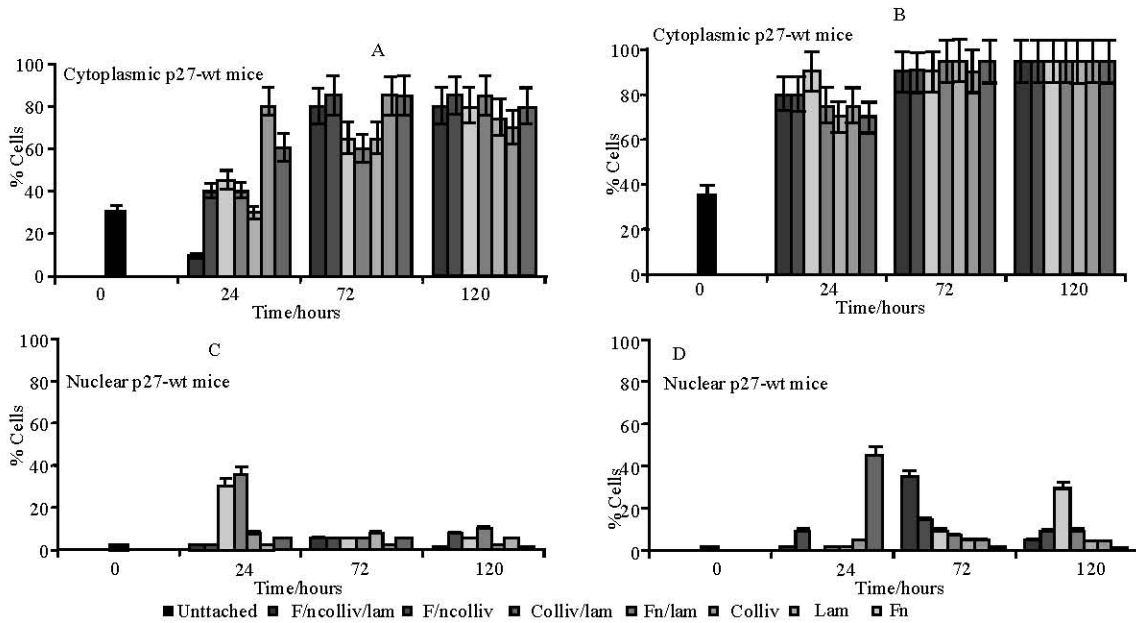 A
Cytoplasmic p27-wt mice
% Cells
100
80
60
40
20
0
0 24 72 120
Time/hours
B
Cytoplasmic p27-wt mice
% Cells
100
80
60
40
20
0
0 24 72 120
Time/hours
C
Nuclear p27-wt mice
% Cells
100
80
60
40
20
0
0 24 72 120
Time/hours
D
Nuclear p27-wt mice
% Cells
100
80
60
40
20
0
0 24 72 120
Time/hours
Unttached F/ncolliv/lam F/ncolliv Colliv/lam Fn/lam Colliv Lam Fn